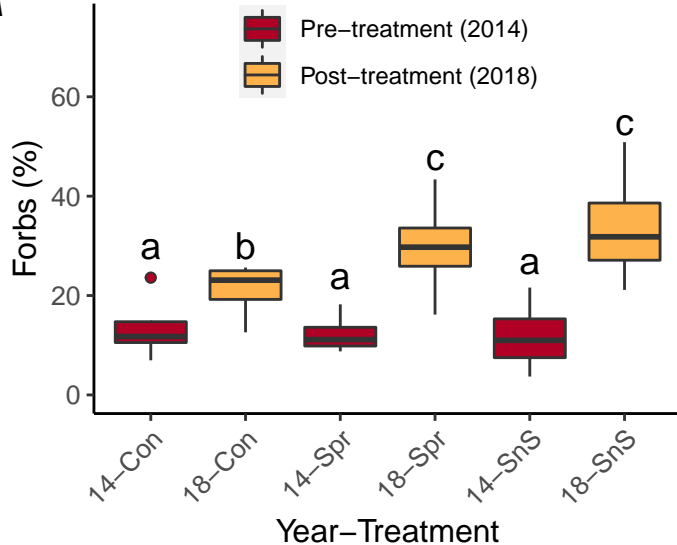 Pre−treatment (2014)
Post−treatment (2018)
Forbs (%)
60
40
20
0
a
b
a
c
a
c
14−Con
18−Con
14−Spr
18−Spr
14−SnS
18−SnS
Year−Treatment